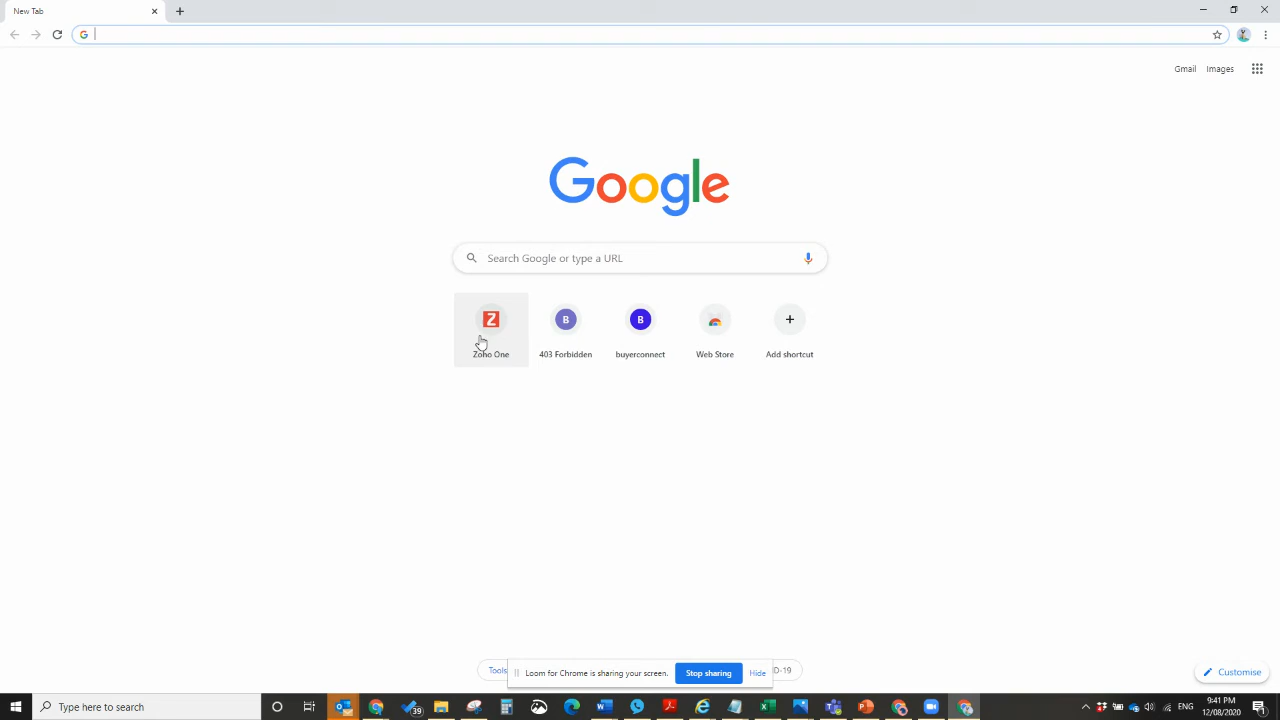 New Tab
Gmail Images
Google
Search Google or type a URL
Z B B
Zoho One 403 Forbidden buyerconnect Web Store Add shortcut
Tools
Loom for Chrome is sharing your screen. Stop sharing Hide
D-19
Customise
Type here to search
39
ENG
9:41 PM
12/08/2020
1